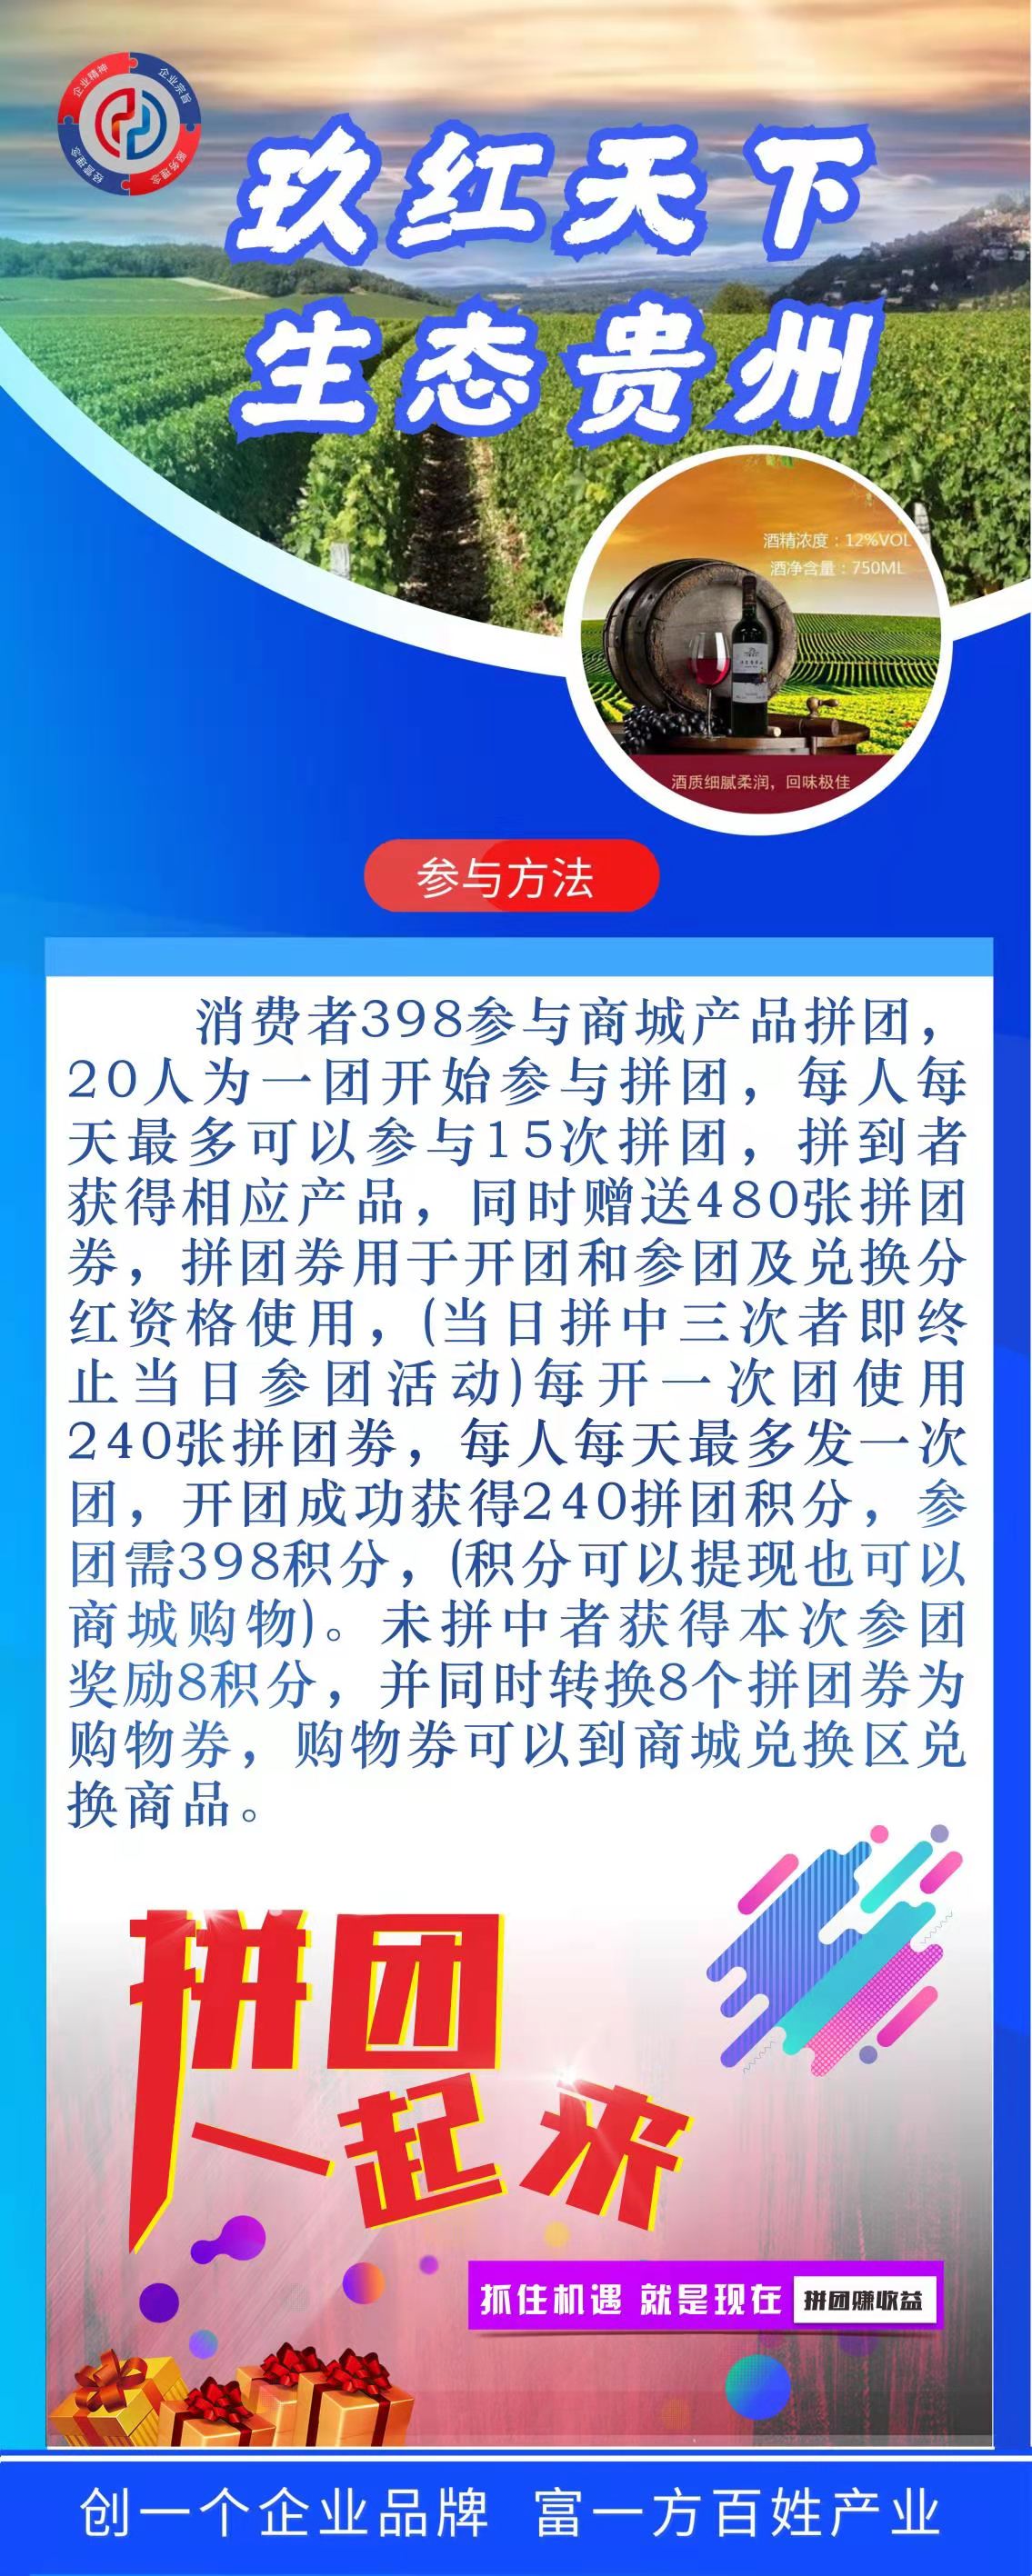 企业精神
企业宗旨
经营理念
服务理念
玖红天下
生态贵州
酒精浓度：12%VOL
酒净含量：750ML
酒质细腻柔润，回味极佳
参与方法
消费者398参与商城产品拼团，
20人为一团开始参与拼团，每人每
天最多可以参与15次拼团，拼到者
获得相应产品，同时赠送480张拼团
券，拼团券用于开团和参团及兑换分
红资格使用，(当日拼中三次者即终
止当日参团活动)每开一次团使用
240张拼团劵，每人每天最多发一次
团，开团成功获得240拼团积分，参
团需398积分，(积分可以提现也可以
商城购物)。未拼中者获得本次参团
奖励8积分，并同时转换8个拼团券为
购物券，购物券可以到商城兑换区兑
换商品。
拼团
一起来
抓住机遇 就是现在 拼团赚收益
创一个企业品牌 富一方百姓产业